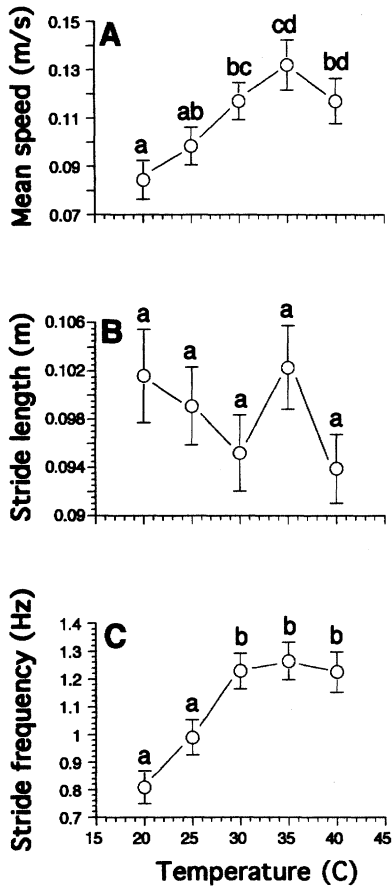 Mean speed (m/s)
A
0.15
0.13
0.11
0.09
0.07
a
ab
bc
cd
bd
Stride length (m)
B
0.106
0.102
0.098
0.094
0.09
a
a
a
a
a
Stride frequency (Hz)
C
1.4
1.3
1.2
1.1
1
0.9
0.8
0.7
a
a
b
b
b
15 20 25 30 35 40 45
Temperature (C)